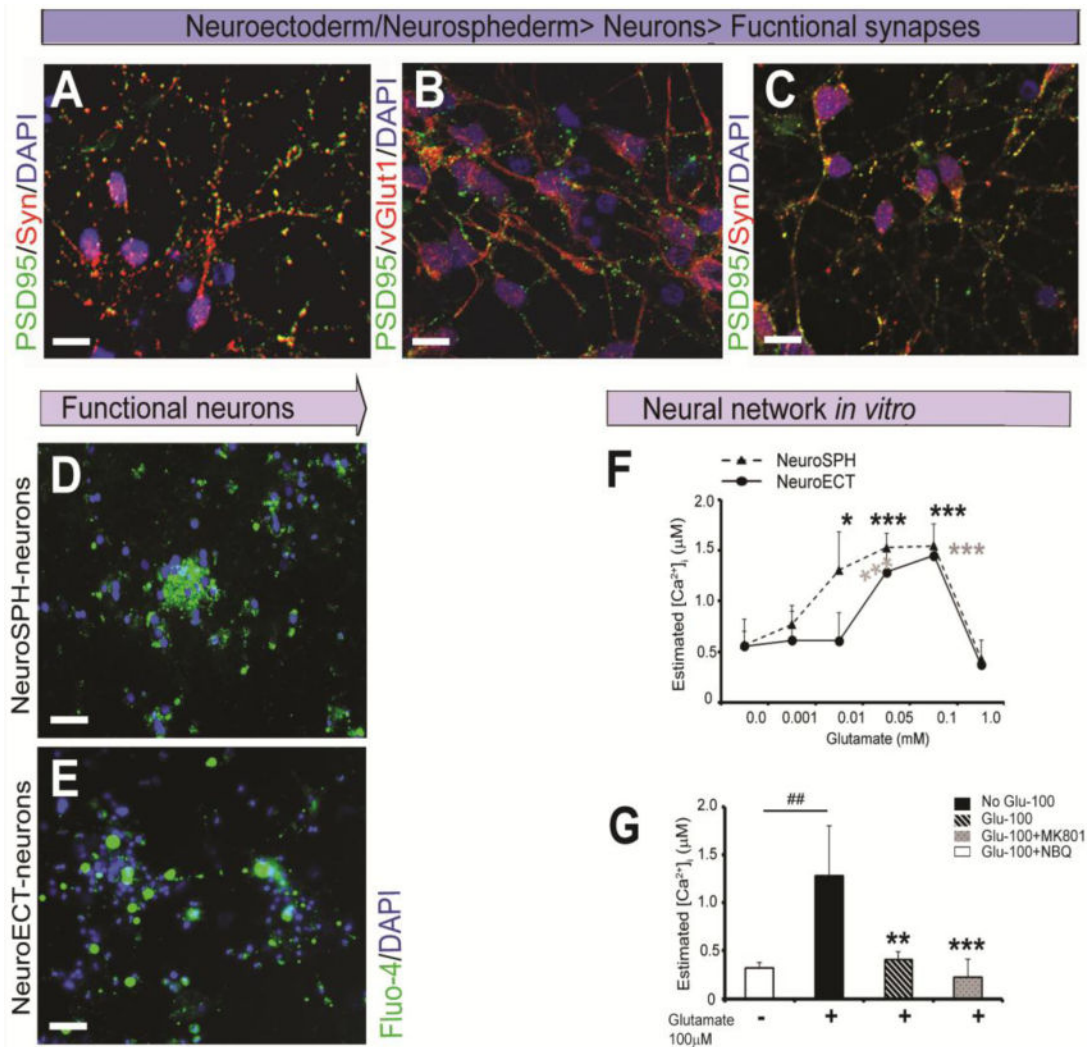 Neuroectoderm/Neurosphederm> Neurons> Fucntional synapses
A
PSD95/Syn/DAPI
B
PSD95/vGlut1/DAPI
C
PSD95/Syn/DAPI
Functional neurons
Neural network in vitro
D
NeuroSPH-neurons
E
NeuroECT-neurons
Fluo-4/DAPI
F
NeuroSPH
NeuroECT
Estimated [Ca²⁺]ᵢ (μM)
2.0
1.5
1.0
0.5
0
* *** ***
*** ***
0.0 0.001 0.01 0.05 0.1 1.0
Glutamate (mM)
G
No Glu-100
Glu-100
Glu-100+MK801
Glu-100+NBQ
Estimated [Ca²⁺]ᵢ (μM)
2.0
1.5
1.0
0.5
0
##
** ***
Glutamate - + + +
100μM